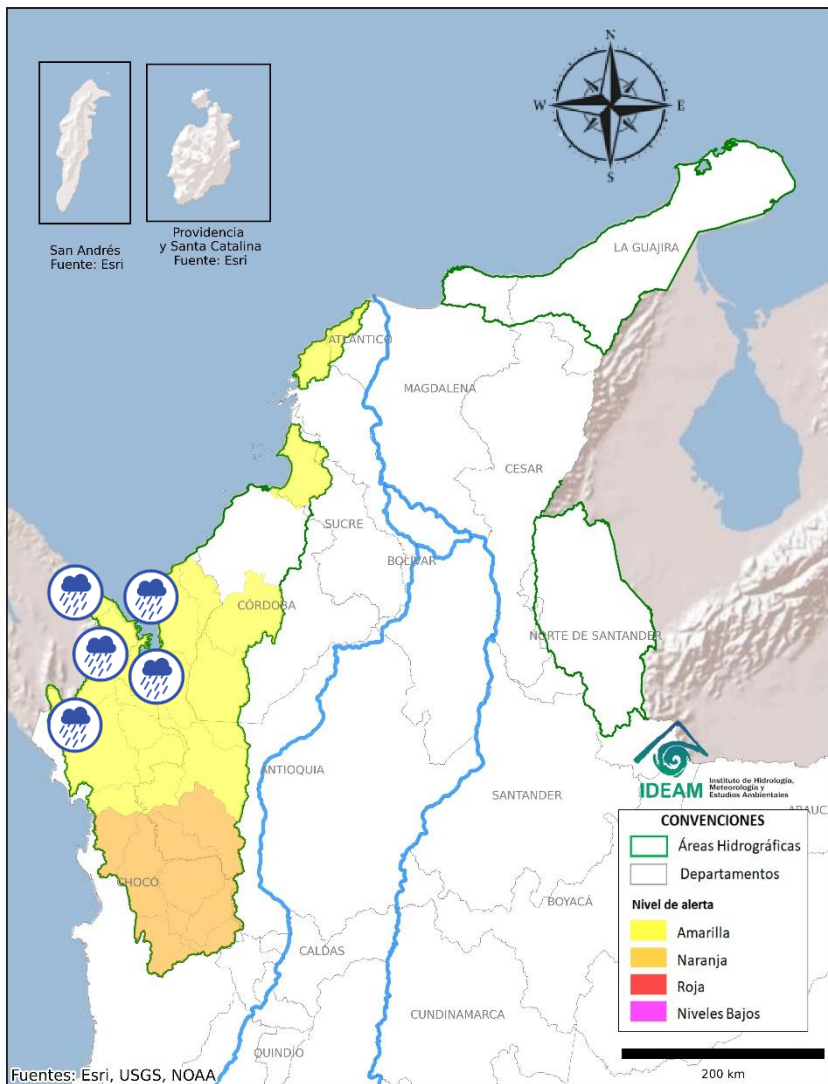 N
W
E
S
San Andrés
Fuente: Esri
Providencia
y Santa Catalina
Fuente: Esri
LA GUAJIRA
ATLÁNTICO
MAGDALENA
CESAR
SUCRE
BOLÍVAR
CÓRDOBA
NORTE DE SANTANDER
ANTIOQUIA
SANTANDER
IDEAM
Instituto de Hidrología,
Meteorología y
Estudios Ambientales
ARAUC
CHOCÓ
BOYACÁ
CALDAS
CUNDINAMARCA
QUINDÍO
CONVENCIONES
Áreas Hidrográficas
Departamentos
Nivel de alerta
Amarilla
Naranja
Roja
Niveles Bajos
Fuentes: Esri, USGS, NOAA
200 km